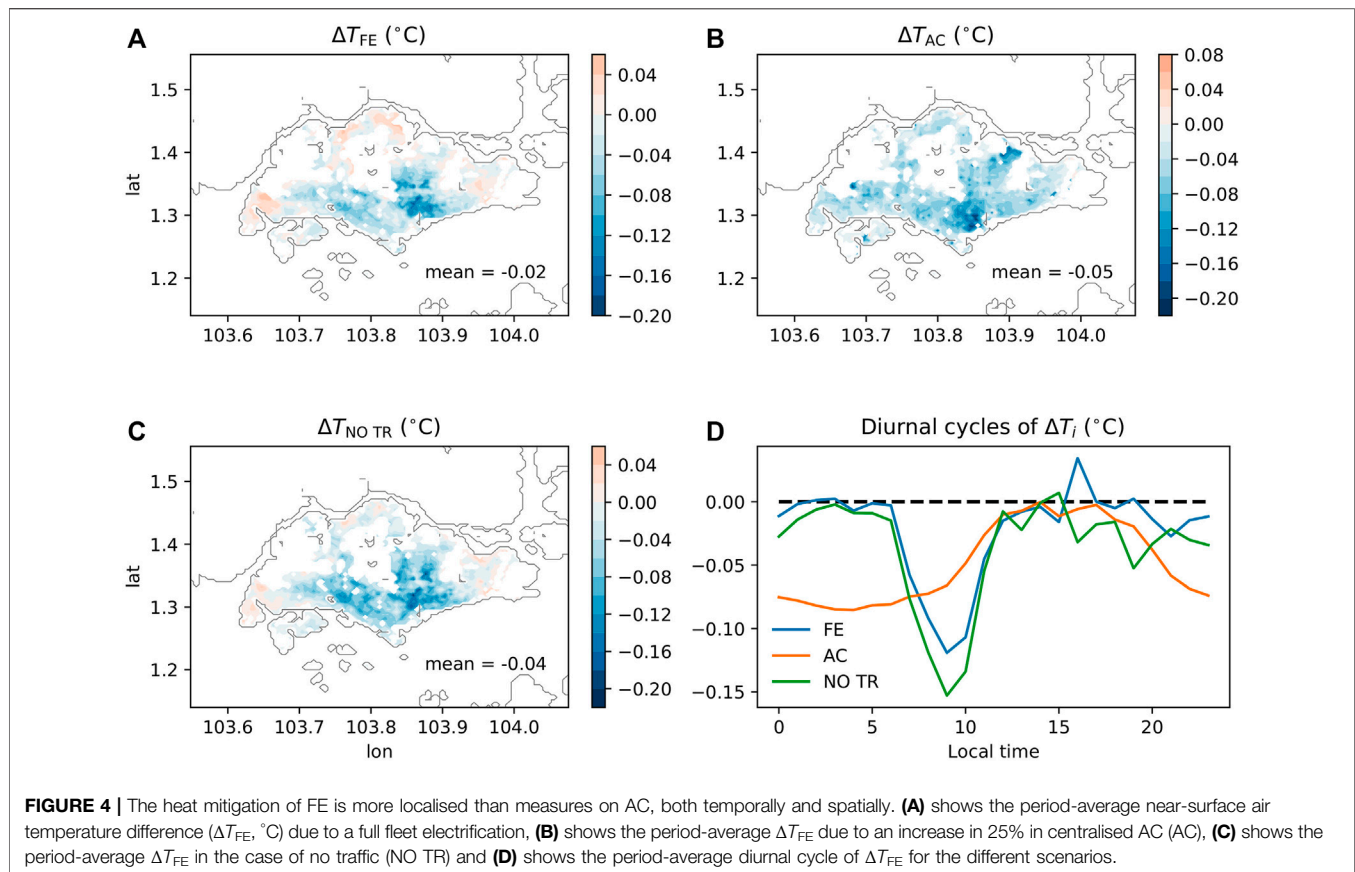 A
ΔT_FE (°C)
1.5
1.4
1.3
1.2
lat
103.6 103.7 103.8 103.9 104.0
mean = -0.02
0.04
0.00
−0.04
−0.08
−0.12
−0.16
−0.20
B
ΔT_AC (°C)
103.6 103.7 103.8 103.9 104.0
mean = -0.05
0.08
0.04
0.00
−0.04
−0.08
−0.12
−0.16
−0.20
C
ΔT_NO TR (°C)
1.5
1.4
1.3
1.2
lat
103.6 103.7 103.8 103.9 104.0
lon
mean = -0.04
0.04
0.00
−0.04
−0.08
−0.12
−0.16
−0.20
D
Diurnal cycles of ΔT_i (°C)
0.00
−0.05
−0.10
−0.15
FE
AC
NO TR
0 5 10 15 20
Local time
FIGURE 4 | The heat mitigation of FE is more localised than measures on AC, both temporally and spatially. (A) shows the period-average near-surface air
temperature difference (ΔT_FE, °C) due to a full fleet electrification, (B) shows the period-average ΔT_FE due to an increase in 25% in centralised AC (AC), (C) shows the
period-average ΔT_FE in the case of no traffic (NO TR) and (D) shows the period-average diurnal cycle of ΔT_FE for the different scenarios.